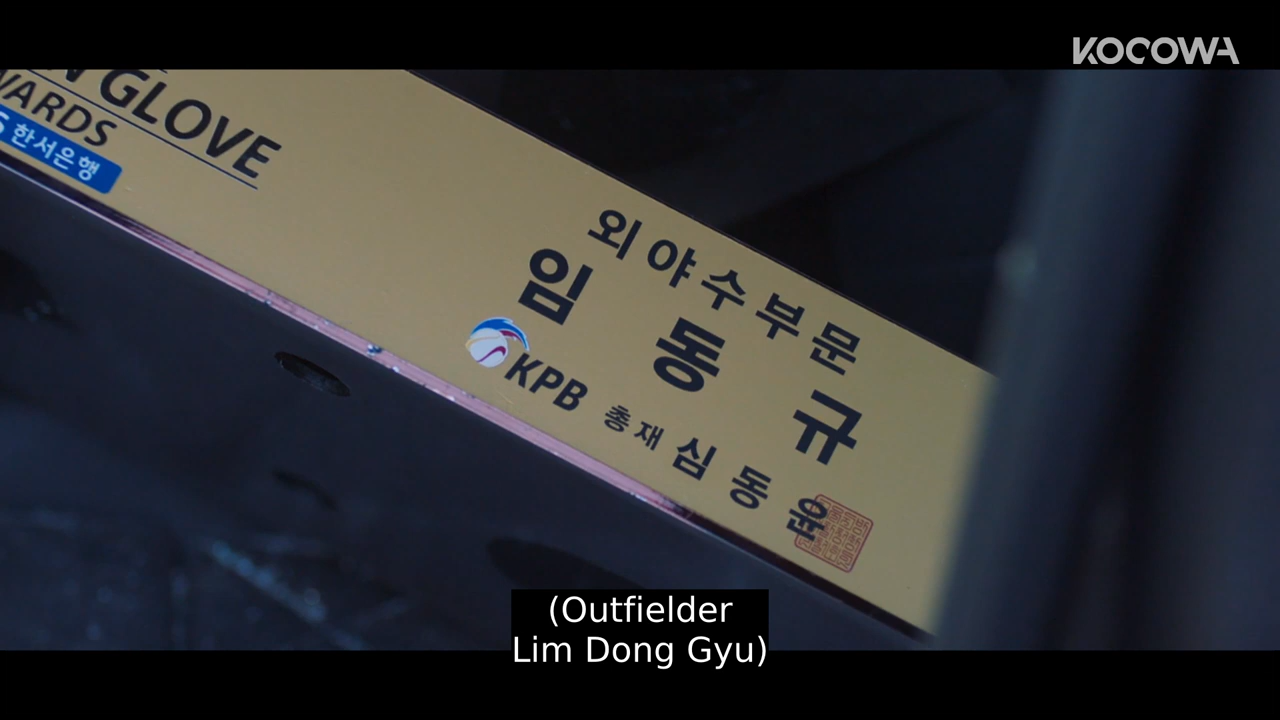 KOCOWA
GLOVE
WARDS
한서은행
외야수부문
임동규
KPB 총재 심동윤
(Outfielder
Lim Dong Gyu)